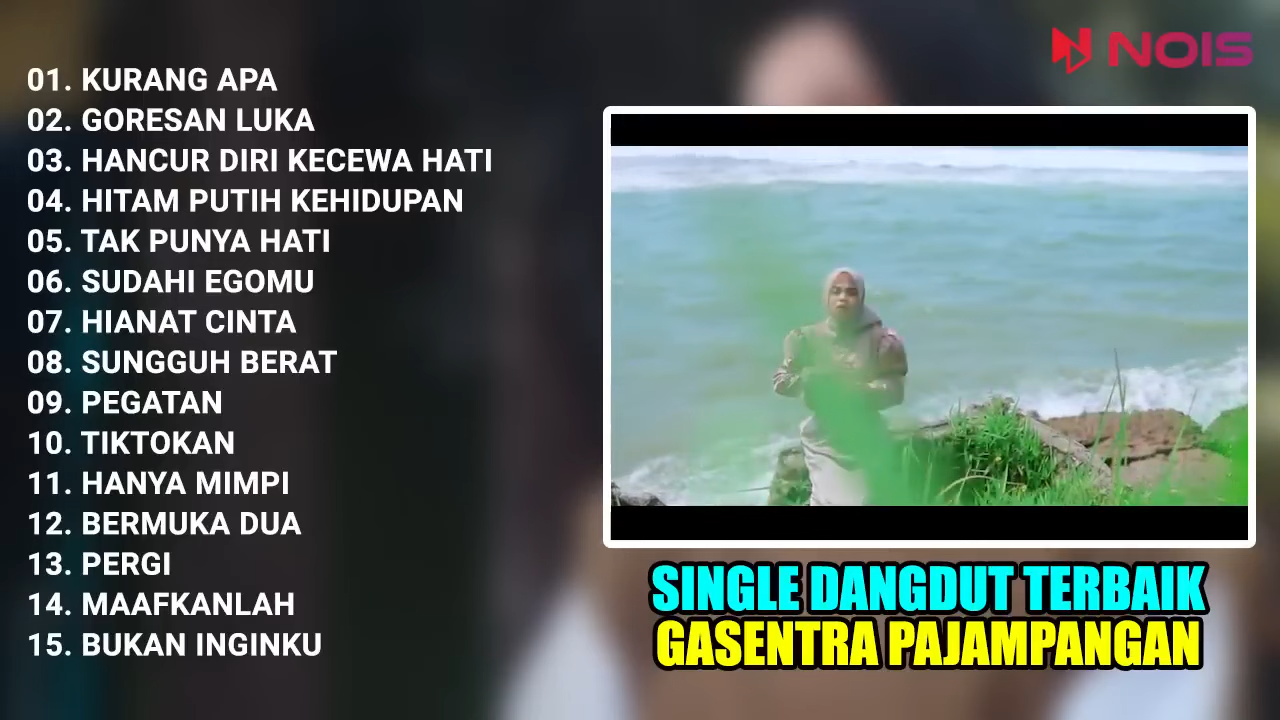 NOIS
01. KURANG APA
02. GORESAN LUKA
03. HANCUR DIRI KECEWA HATI
04. HITAM PUTIH KEHIDUPAN
05. TAK PUNYA HATI
06. SUDAHI EGOMU
07. HIANAT CINTA
08. SUNGGUH BERAT
09. PEGATAN
10. TIKTOKAN
11. HANYA MIMPI
12. BERMUKA DUA
13. PERGI
14. MAAFKANLAH
15. BUKAN INGINKU
SINGLE DANGDUT TERBAIK
GASENTRA PAJAMPANGAN